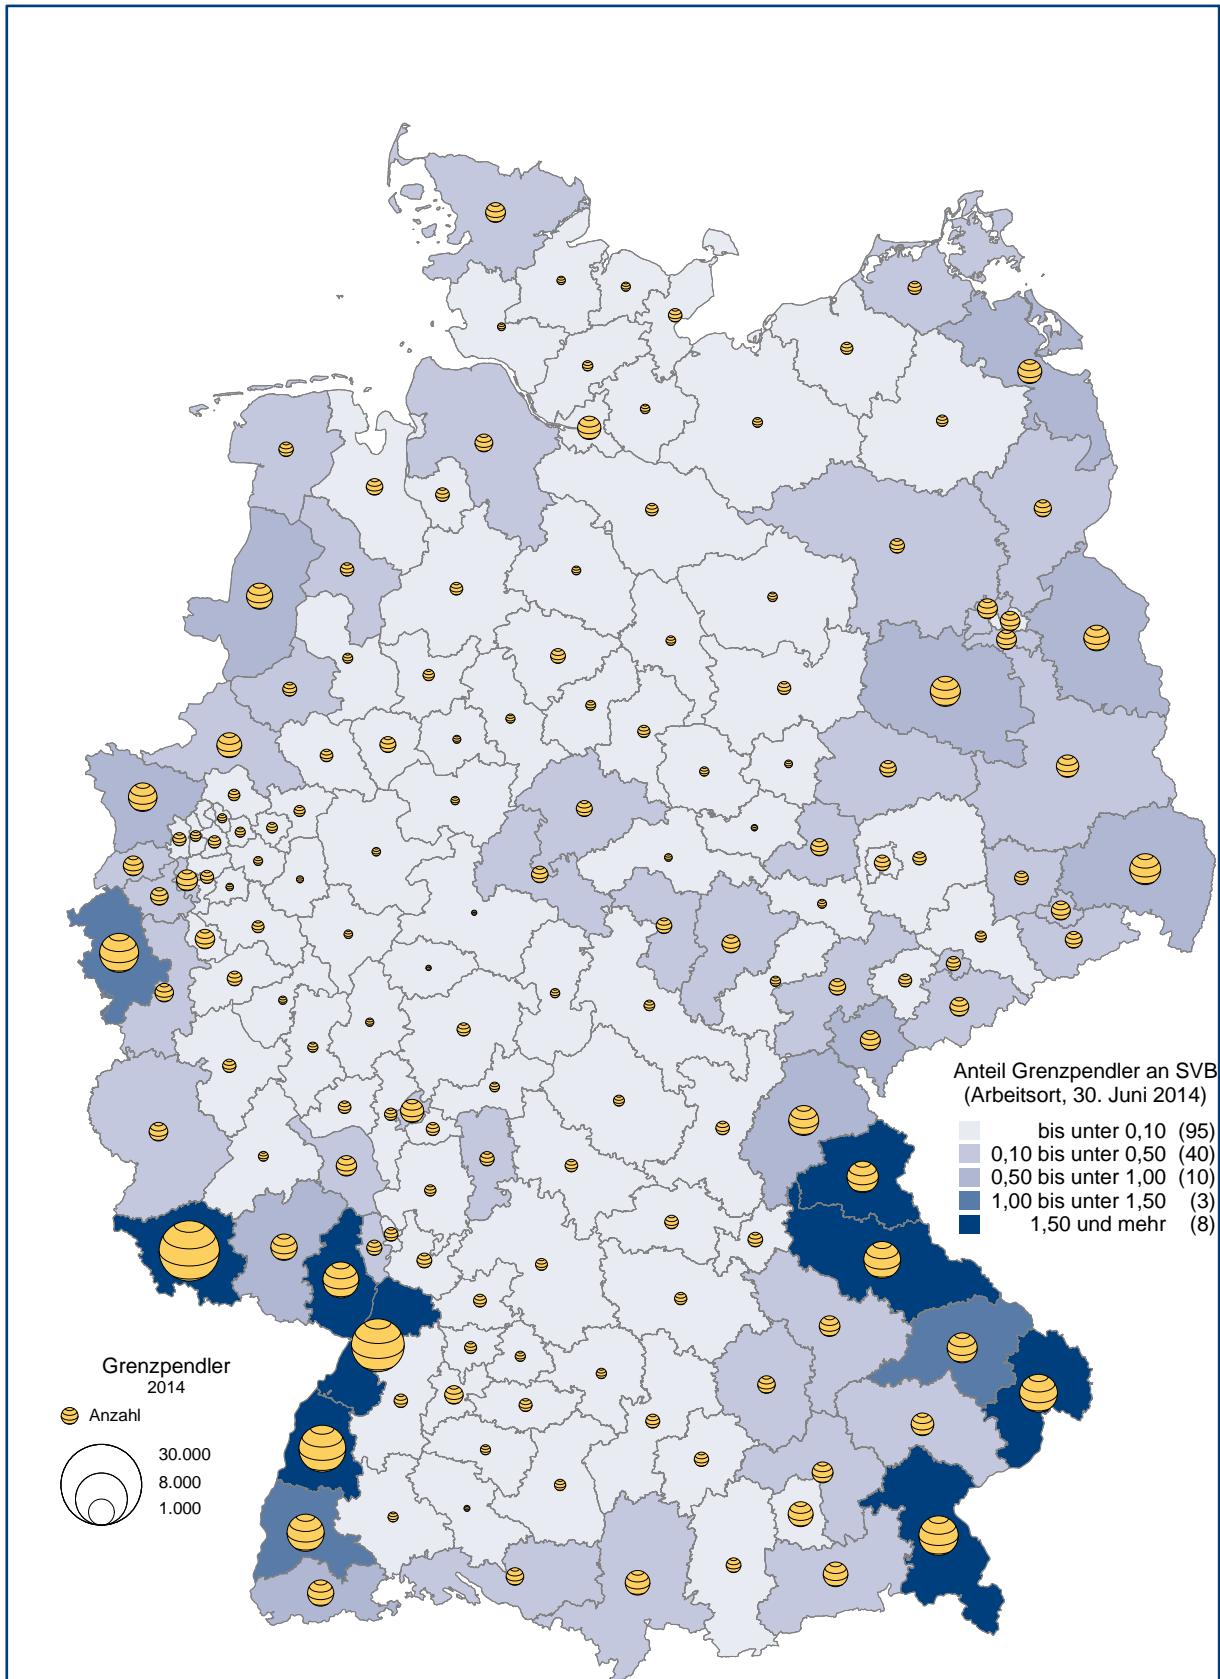 Anteil Grenzpendler an SVB
(Arbeitsort, 30. Juni 2014)
bis unter 0,10 (95)
0,10 bis unter 0,50 (40)
0,50 bis unter 1,00 (10)
1,00 bis unter 1,50 (3)
1,50 und mehr (8)
Grenzpendler
2014
Anzahl
30.000
8.000
1.000